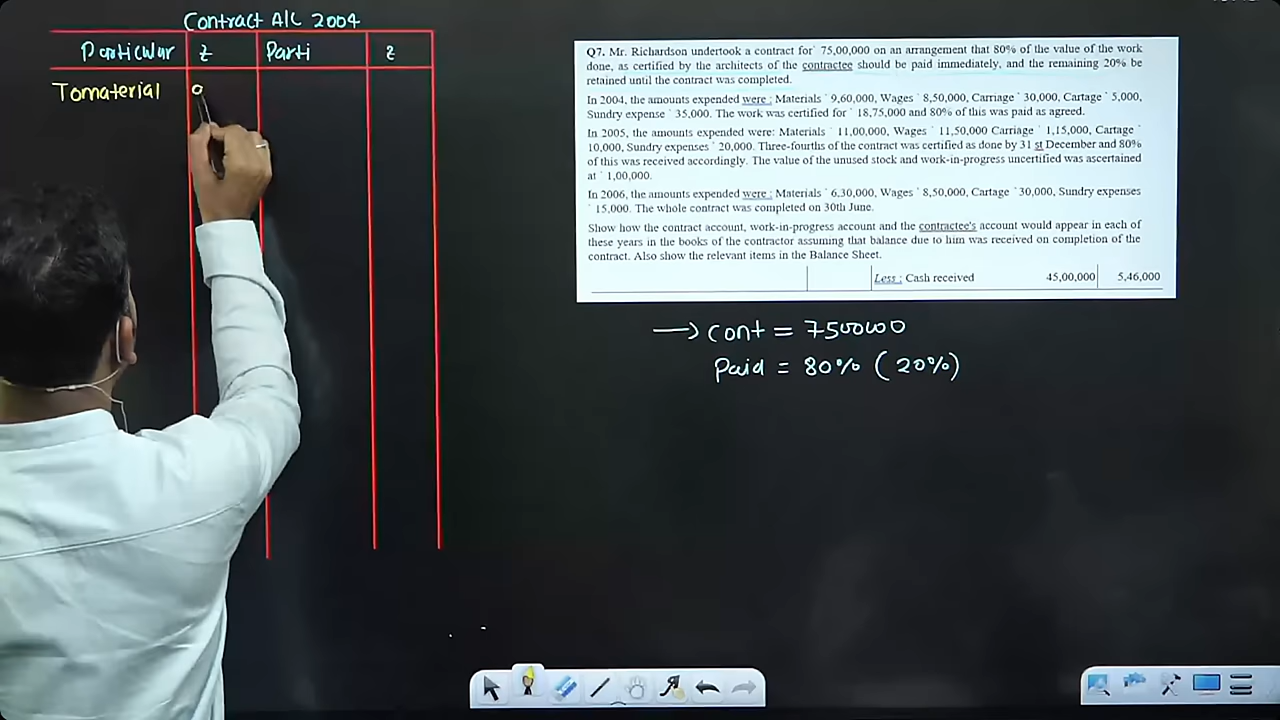 Contract A/C 2004
Particular ₹ Parti ₹
To material
Q7. Mr. Richardson undertook a contract for` 75,00,000 on an arrangement that 80% of the value of the work
done, as certified by the architects of the contractee should be paid immediately, and the remaining 20% be
retained until the contract was completed.
In 2004, the amounts expended were : Materials ` 9,60,000, Wages ` 8,50,000, Carriage ` 30,000, Cartage ` 5,000,
Sundry expense ` 35,000. The work was certified for ` 18,75,000 and 80% of this was paid as agreed.
In 2005, the amounts expended were: Materials ` 11,00,000, Wages ` 11,50,000 Carriage ` 1,15,000, Cartage `
10,000, Sundry expenses ` 20,000. Three-fourths of the contract was certified as done by 31 st December and 80%
of this was received accordingly. The value of the unused stock and work-in-progress uncertified was ascertained
at ` 1,00,000.
In 2006, the amounts expended were : Materials ` 6.30,000, Wages ` 8,50,000, Cartage ` 30,000, Sundry expenses
` 15,000. The whole contract was completed on 30th June.
Show how the contract account, work-in-progress account and the contractee's account would appear in each of
these years in the books of the contractor assuming that balance due to him was received on completion of the
contract. Also show the relevant items in the Balance Sheet.
Less : Cash received 45,00,000 5,46,000
→ Cont = 7500000
Paid = 80% (20%)